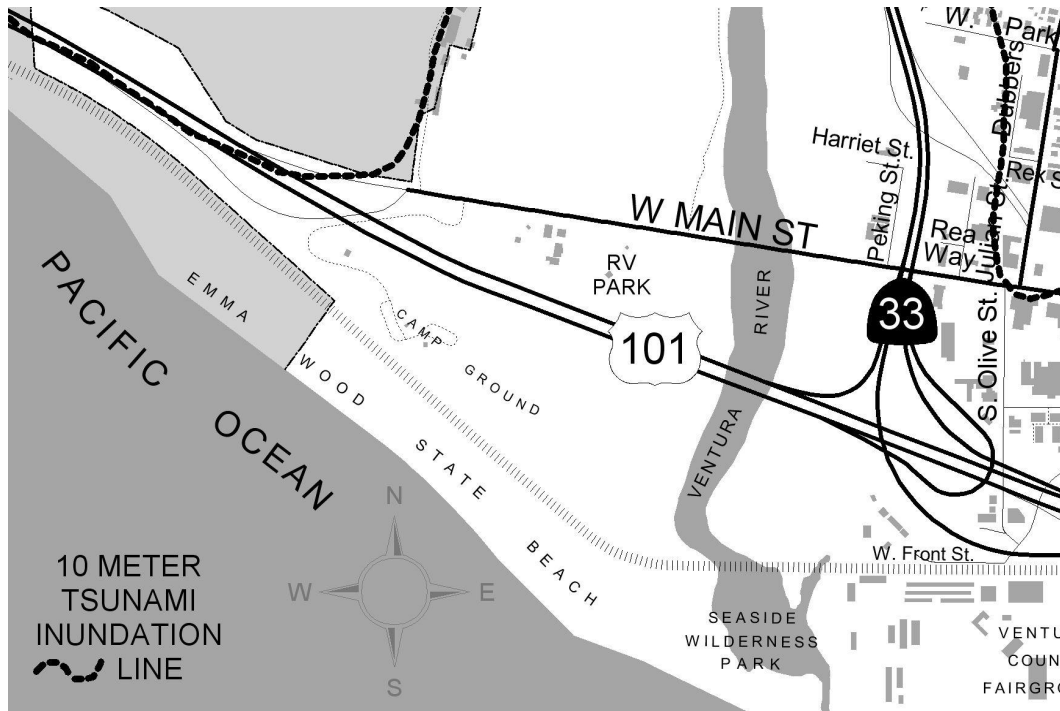 W. Park
Dubbers
Harriet St.
Peking St.
Rex S
W MAIN ST
Rea
Way
Julian St.
RV
PARK
RIVER
33
PACIFIC
OCEAN
EMMA
CAMP
GROUND
101
S. Olive St.
WOOD
STATE
BEACH
VENTURA
N
W
E
S
W. Front St.
10 METER
TSUNAMI
INUNDATION
LINE
SEASIDE
WILDERNESS
PARK
VENTU
COUN
FAIRGRO